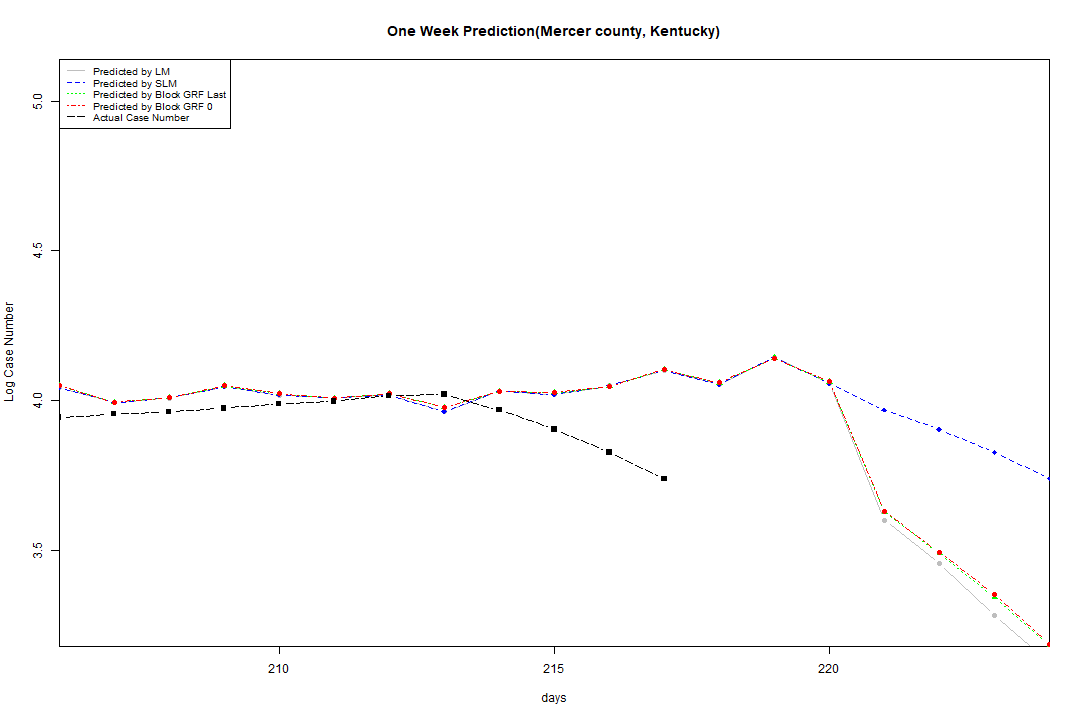 One Week Prediction(Mercer county, Kentucky)
Predicted by LM
Predicted by SLM
Predicted by Block GRF Last
Predicted by Block GRF 0
Actual Case Number
5.0
4.5
4.0
3.5
Log Case Number
210
215
220
days